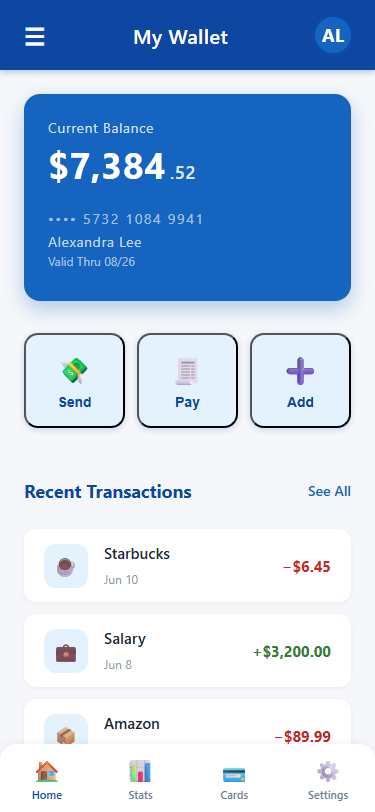 ☰ My Wallet AL
Current Balance
$7,384.52
•••• 5732 1084 9941
Alexandra Lee
Valid Thru 08/26
Send Pay Add
Recent Transactions See All
Starbucks
Jun 10
−$6.45
Salary
Jun 8
+$3,200.00
Amazon
−$89.99
Home Stats Cards Settings